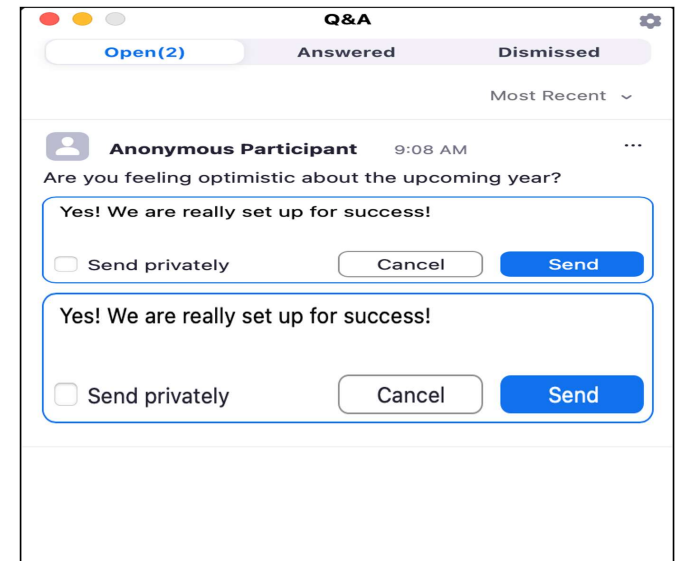 Q&A
Open(2) Answered Dismissed
Most Recent
Anonymous Participant 9:08 AM ...
Are you feeling optimistic about the upcoming year?
Yes! We are really set up for success!
Send privately Cancel Send
Yes! We are really set up for success!
Send privately Cancel Send